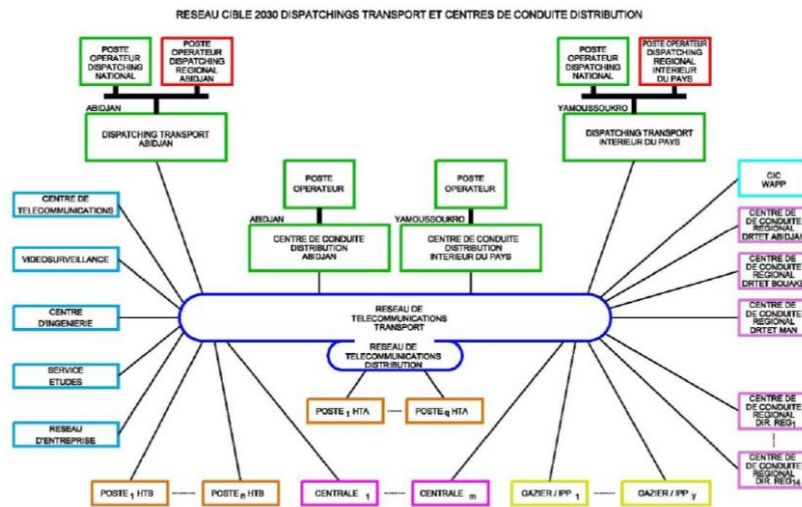 RESEAU CIBLE 2030 DISPATCHINGS TRANSPORT ET CENTRES DE CONDUITE DISTRIBUTION
POSTE
OPERATEUR
DISPATCHING
NATIONAL
POSTE
OPERATEUR
DISPATCHING
REGIONAL
ABIDJAN
POSTE
OPERATEUR
DISPATCHING
NATIONAL
POSTE OPERATEUR
DISPATCHING
REGIONAL
INTERIEUR
DU PAYS
ABIDJAN
DISPATCHING TRANSPORT
ABIDJAN
YAMOUSSOUKRO
DISPATCHING TRANSPORT
INTERIEUR DU PAYS
POSTE
OPERATEUR
POSTE
OPERATEUR
ABIDJAN
CENTRE DE CONDUITE
DISTRIBUTION
ABIDJAN
YAMOUSSOUKRO
CENTRE DE CONDUITE
DISTRIBUTION
INTERIEUR DU PAYS
CENTRE DE
TELECOMMUNICATIONS
VIDEOSURVEILLANCE
CENTRE
D'INGENIERIE
SERVICE
ETUDES
RESEAU
D'ENTREPRISE
CIC
WAPP
CENTRE DE
DE CONDUITE
REGIONAL
DRTET ABIDJAN
CENTRE DE
DE CONDUITE
REGIONAL
DRTET BOUAKE
CENTRE DE
DE CONDUITE
REGIONAL
DRTET MAN
CENTRE DE
DE CONDUITE
REGIONAL
DIR. REG1
CENTRE DE
DE CONDUITE
REGIONAL
DIR. REG14
RESEAU DE
TELECOMMUNICATIONS
TRANSPORT
RESEAU DE
TELECOMMUNICATIONS
DISTRIBUTION
POSTE 1 HTA
POSTE q HTA
POSTE 1 HTB
POSTE n HTB
CENTRALE 1
CENTRALE m
GAZIER / IPP 1
GAZIER / IPP y